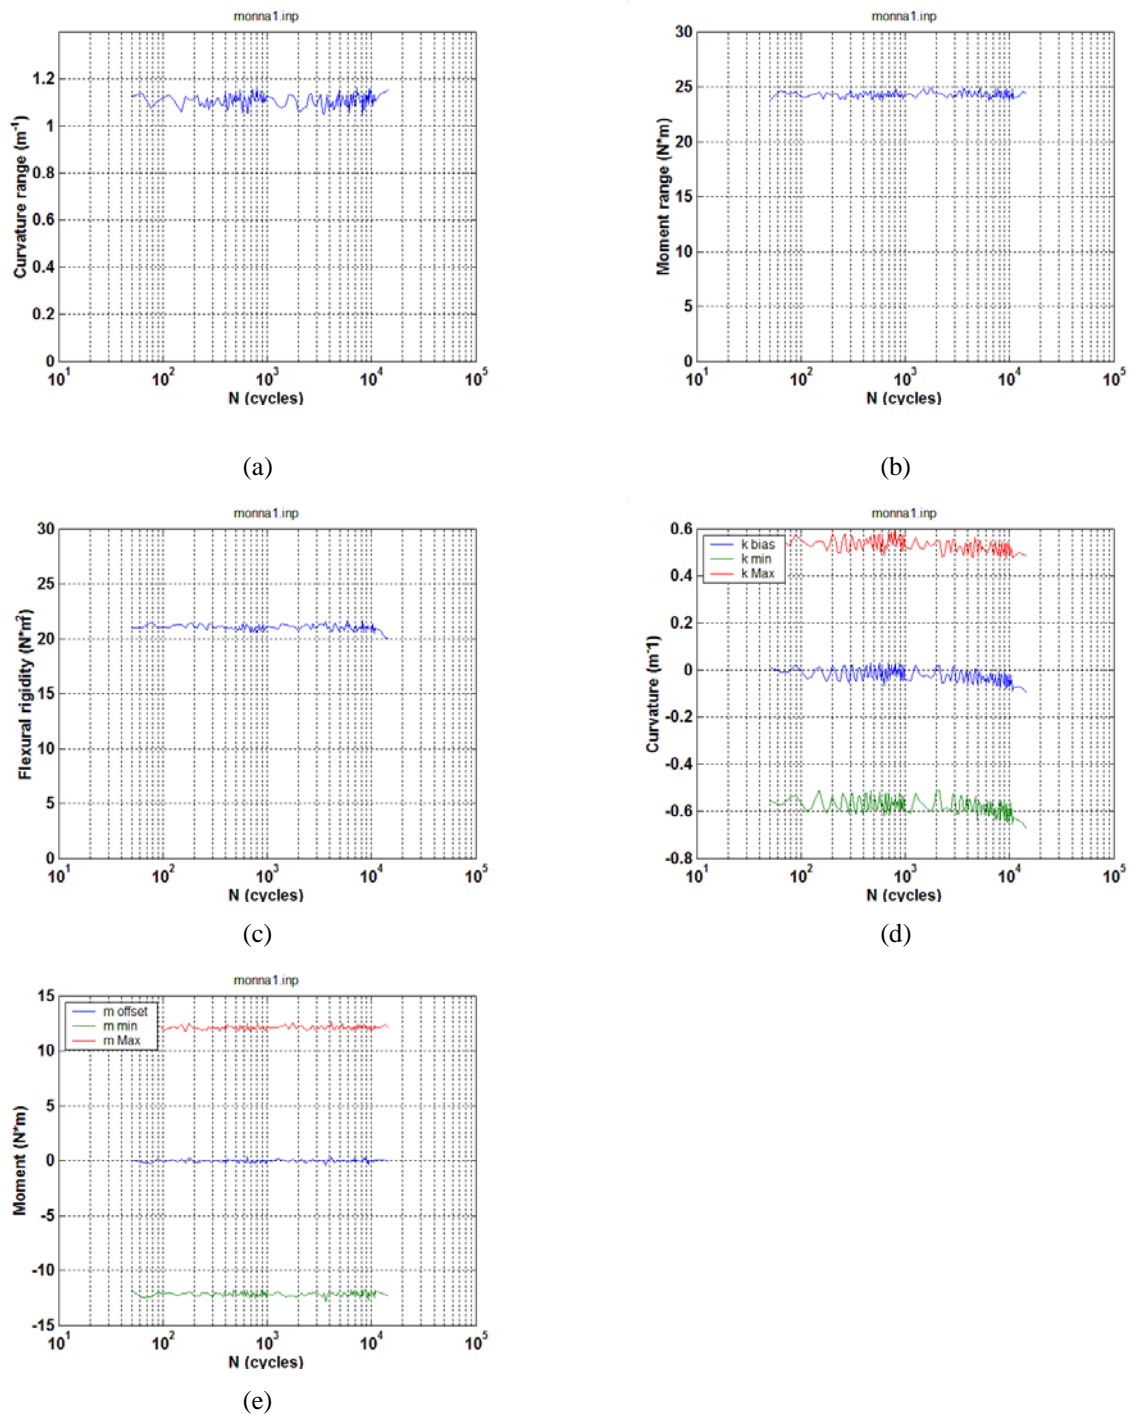 monna1.inp
1.2
1
0.8
0.6
0.4
0.2
0
Curvature range (m⁻¹)
10¹ 10² 10³ 10⁴ 10⁵
N (cycles)
(a)
monna1.inp
30
25
20
15
10
5
0
Moment range (N*m)
10¹ 10² 10³ 10⁴ 10⁵
N (cycles)
(b)
monna1.inp
30
25
20
15
10
5
0
Flexural rigidity (N*m²)
10¹ 10² 10³ 10⁴ 10⁵
N (cycles)
(c)
monna1.inp
k bias
k min
k Max
0.6
0.4
0.2
0
-0.2
-0.4
-0.6
-0.8
Curvature (m⁻¹)
10¹ 10² 10³ 10⁴ 10⁵
N (cycles)
(d)
monna1.inp
m offset
m min
m Max
15
10
5
0
-5
-10
-15
Moment (N*m)
10¹ 10² 10³ 10⁴ 10⁵
N (cycles)
(e)